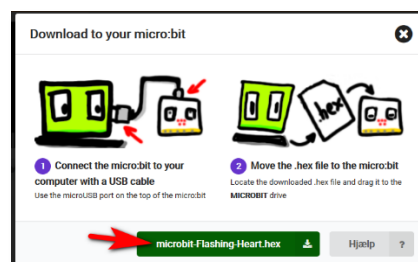 Download to your micro:bit
.hex
1 Connect the micro:bit to your
computer with a USB cable
Use the microUSB port on the top of the micro:bit
2 Move the .hex file to the micro:bit
Locate the downloaded .hex file and drag it to the
MICROBIT drive
microbit-Flashing-Heart.hex
Hjælp ?